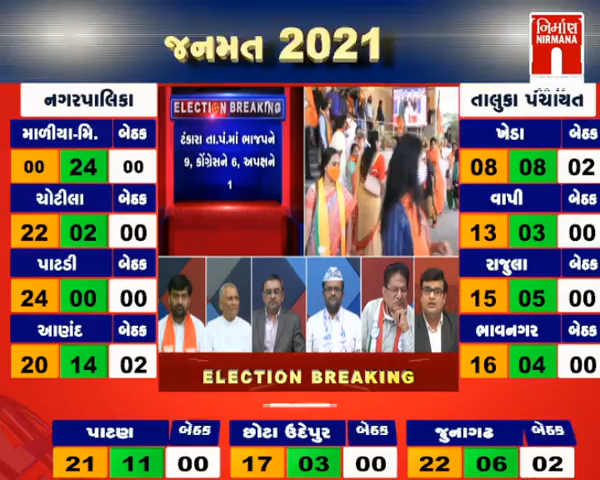 જનમત 2021
નિર્માણ
NIRMANA
નગરપાલિકા
માળીયા-મિ. બેઠક
00 24 00
ચોટીલા બેઠક
22 02 00
પાટડી બેઠક
24 00 00
આણંદ બેઠક
20 14 02
ELECTION BREAKING
ટંકારા તા.પં.માં ભાજપને
9, કોંગ્રેસને 6, અપક્ષને
1
તાલુકા પંચાયત
ખેડા બેઠક
08 08 02
વાપી બેઠક
13 03 00
રાજુલા બેઠક
15 05 00
ભાવનગર બેઠક
16 04 00
ELECTION BREAKING
પાટણ બેઠક
21 11 00
છોટા ઉદેપુર બેઠક
17 03 00
જુનાગઢ બેઠક
22 06 02